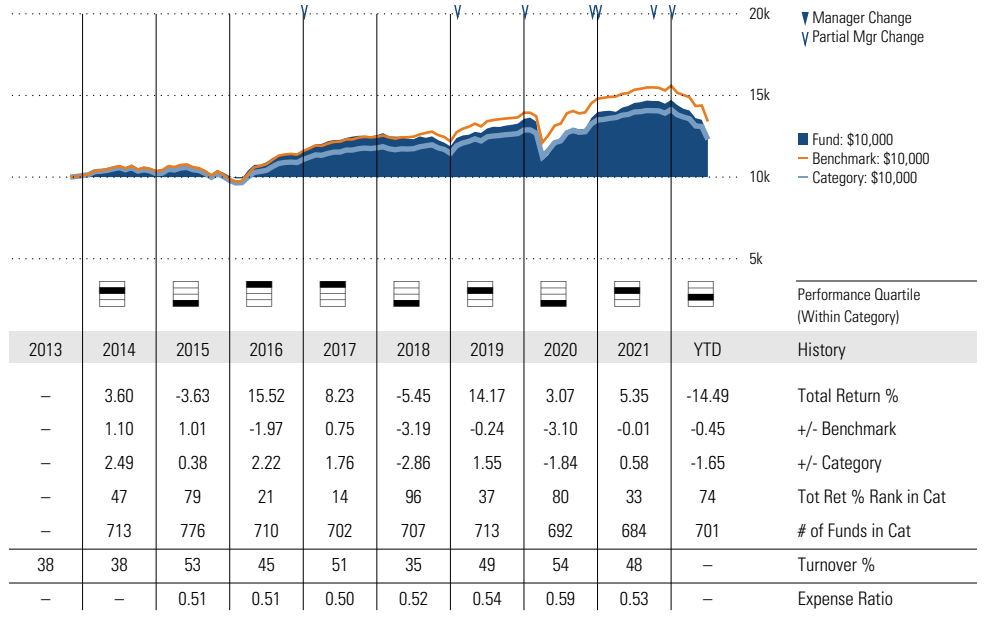 20k
15k
10k
5k
Manager Change
Partial Mgr Change
Fund: $10,000
Benchmark: $10,000
Category: $10,000
Performance Quartile
(Within Category)
2013 2014 2015 2016 2017 2018 2019 2020 2021 YTD History
– 3.60 -3.63 15.52 8.23 -5.45 14.17 3.07 5.35 -14.49 Total Return %
– 1.10 1.01 -1.97 0.75 -3.19 -0.24 -3.10 -0.01 -0.45 +/- Benchmark
– 2.49 0.38 2.22 1.76 -2.86 1.55 -1.84 0.58 -1.65 +/- Category
– 47 79 21 14 96 37 80 33 74 Tot Ret % Rank in Cat
– 713 776 710 702 707 713 692 684 701 # of Funds in Cat
38 38 53 45 51 35 49 54 48 – Turnover %
– – 0.51 0.51 0.50 0.52 0.54 0.59 0.53 – Expense Ratio